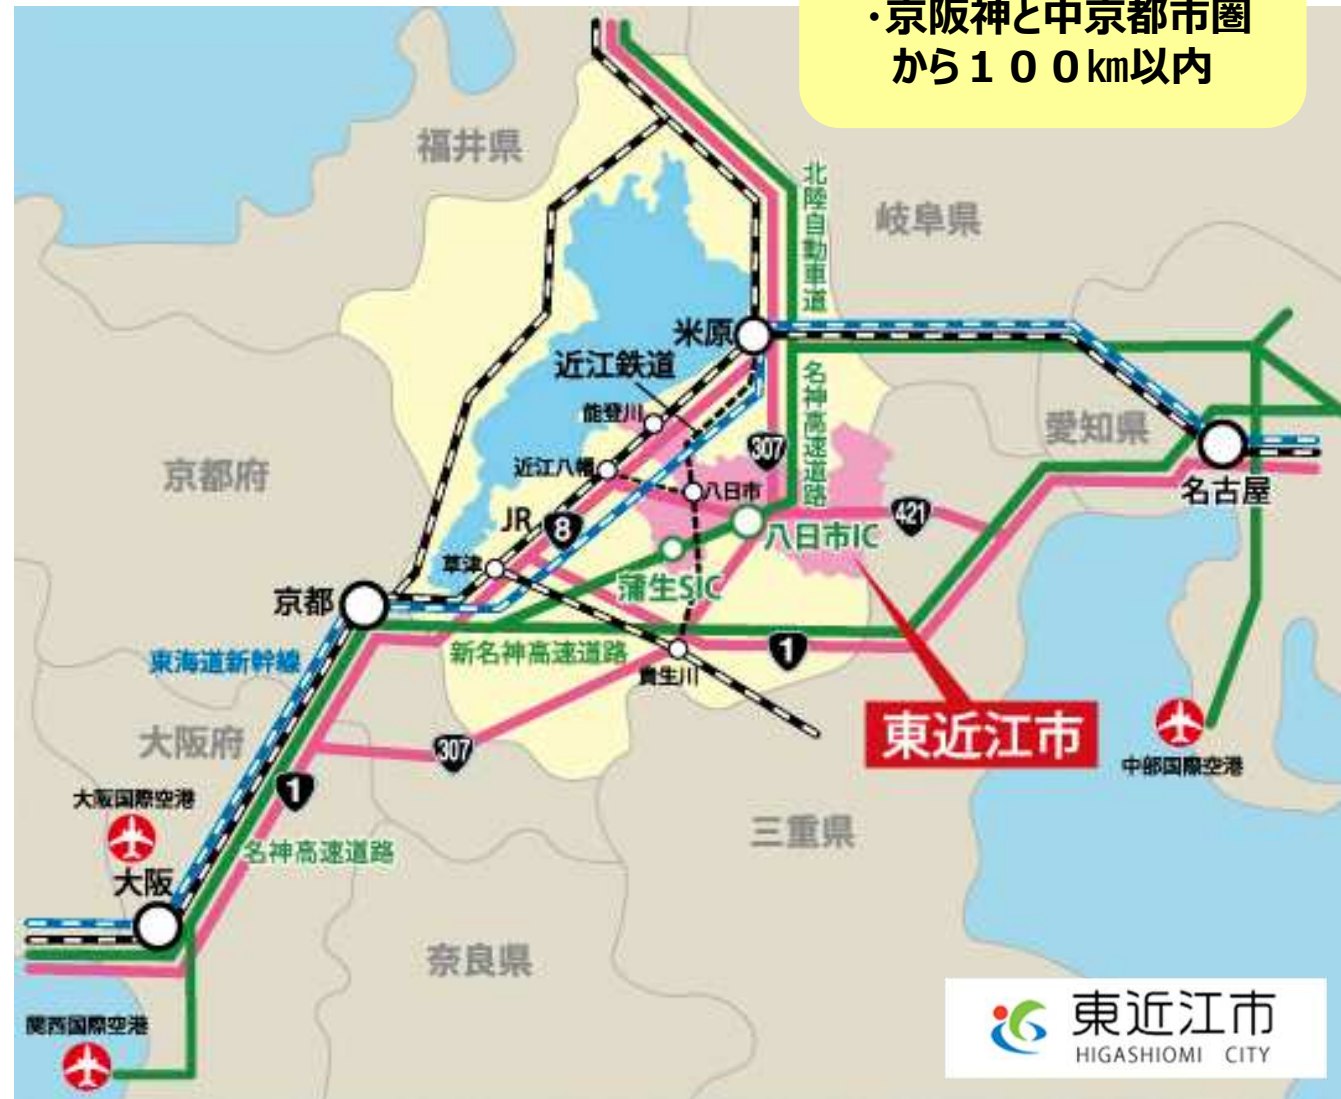 ・京阪神と中京都市圏
から１００㎞以内
福井県
北陸自動車道
岐阜県
米原
近江鉄道
能登川
名神高速道路
307
愛知県
近江八幡
京都府
八日市
名古屋
JR
8
421
八日市IC
草津
蒲生SIC
京都
新名神高速道路
1
東海道新幹線
貴生川
東近江市
大阪府
307
中部国際空港
1
大阪国際空港
三重県
名神高速道路
大阪
奈良県
関西国際空港
東近江市
HIGASHIOMI CITY